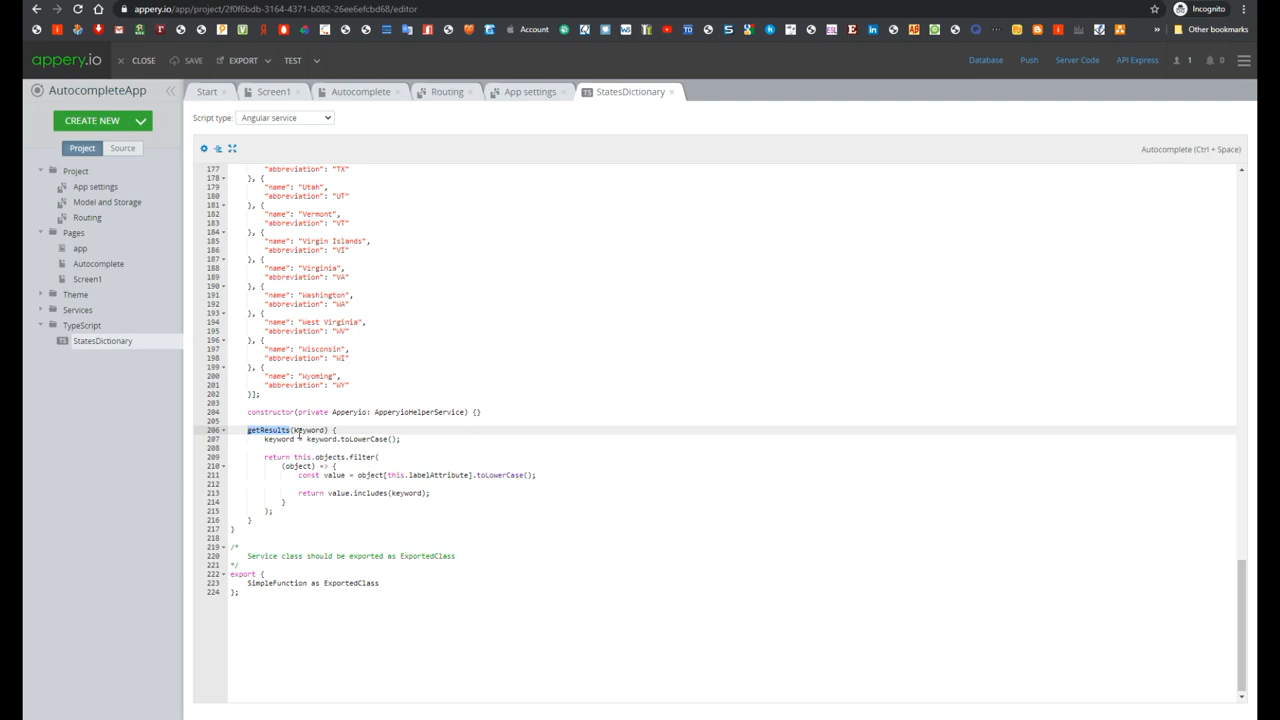 appery.io/app/project/2f0f6bdb-3164-4371-b082-26ee6efcbd68/editor
Incognito
Account
Other bookmarks
appery.io
CLOSE
SAVE
EXPORT
TEST
Database
Push
Server Code
API Express
1
0
AutocompleteApp
Start
Screen1
Autocomplete
Routing
App settings
StatesDictionary
CREATE NEW
Script type:
Angular service
Project
Source
Autocomplete (Ctrl + Space)
Project
App settings
Model and Storage
Routing
Pages
app
Autocomplete
Screen1
Theme
Services
TypeScript
StatesDictionary
177 "abbreviation": "TX"
178 }, {
179 "name": "Utah",
180 "abbreviation": "UT"
181 }, {
182 "name": "Vermont",
183 "abbreviation": "VT"
184 }, {
185 "name": "Virgin Islands",
186 "abbreviation": "VI"
187 }, {
188 "name": "Virginia",
189 "abbreviation": "VA"
190 }, {
191 "name": "Washington",
192 "abbreviation": "WA"
193 }, {
194 "name": "West Virginia",
195 "abbreviation": "WV"
196 }, {
197 "name": "Wisconsin",
198 "abbreviation": "WI"
199 }, {
200 "name": "Wyoming",
201 "abbreviation": "WY"
202 }];
203
204 constructor(private Apperyio: ApperyioHelperService) {}
205
206 getResults(keyword) {
207 keyword = keyword.toLowerCase();
208
209 return this.objects.filter(
210 (object) => {
211 const value = object[this.labelAttribute].toLowerCase();
212
213 return value.includes(keyword);
214 }
215 );
216 }
217 }
218
219 /*
220 Service class should be exported as ExportedClass
221 */
222 export {
223 SimpleFunction as ExportedClass
224 };